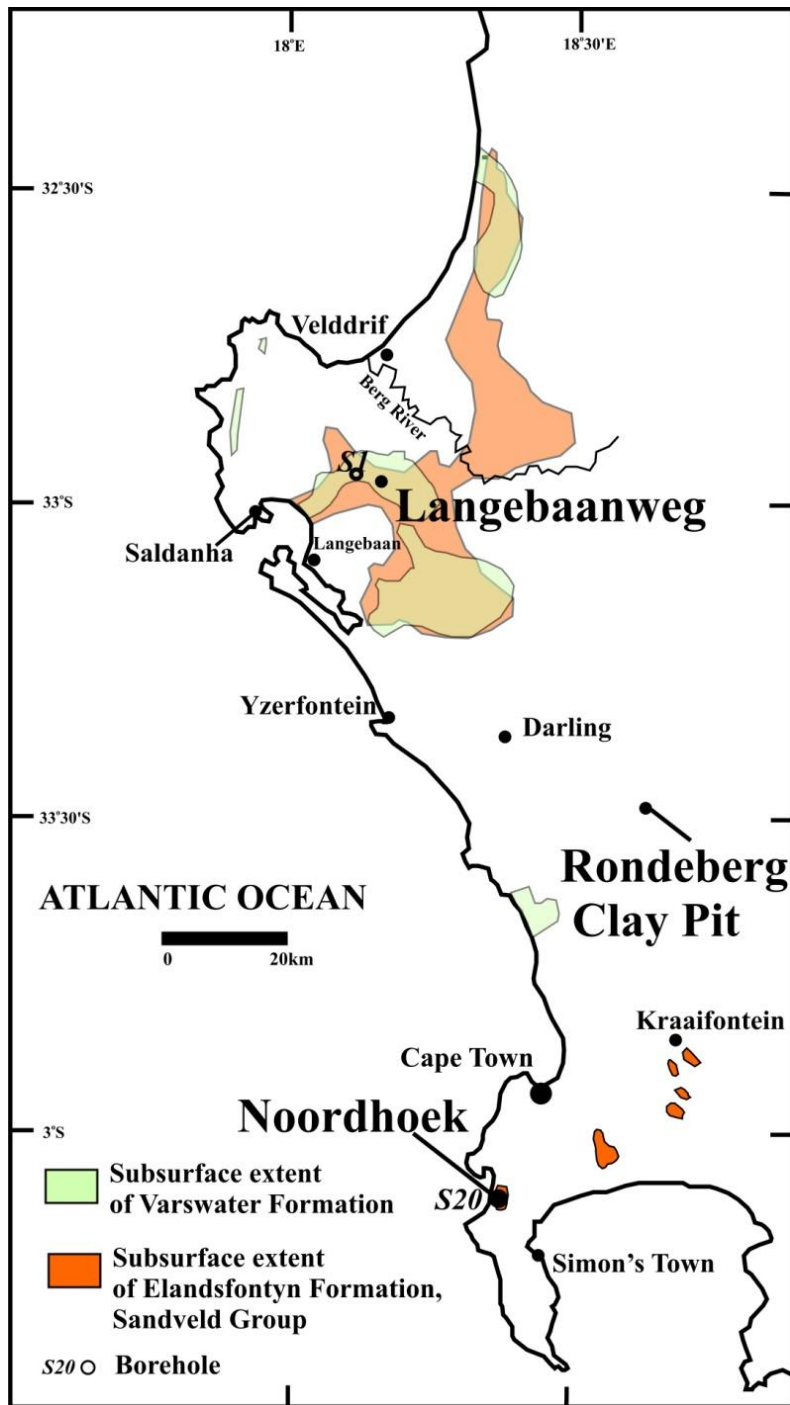 18°E
18°30'E
32°30'S
Velddrif
Berg River
S1
33°S
Langebaanweg
Saldanha
Langebaan
Yzerfontein
Darling
33°30'S
Rondeberg
Clay Pit
ATLANTIC OCEAN
0 20km
Kraaifontein
Cape Town
Noordhoek
3°S
S20
Simon's Town
Subsurface extent
of Varswater Formation
Subsurface extent
of Elandsfontyn Formation,
Sandveld Group
S20 Borehole